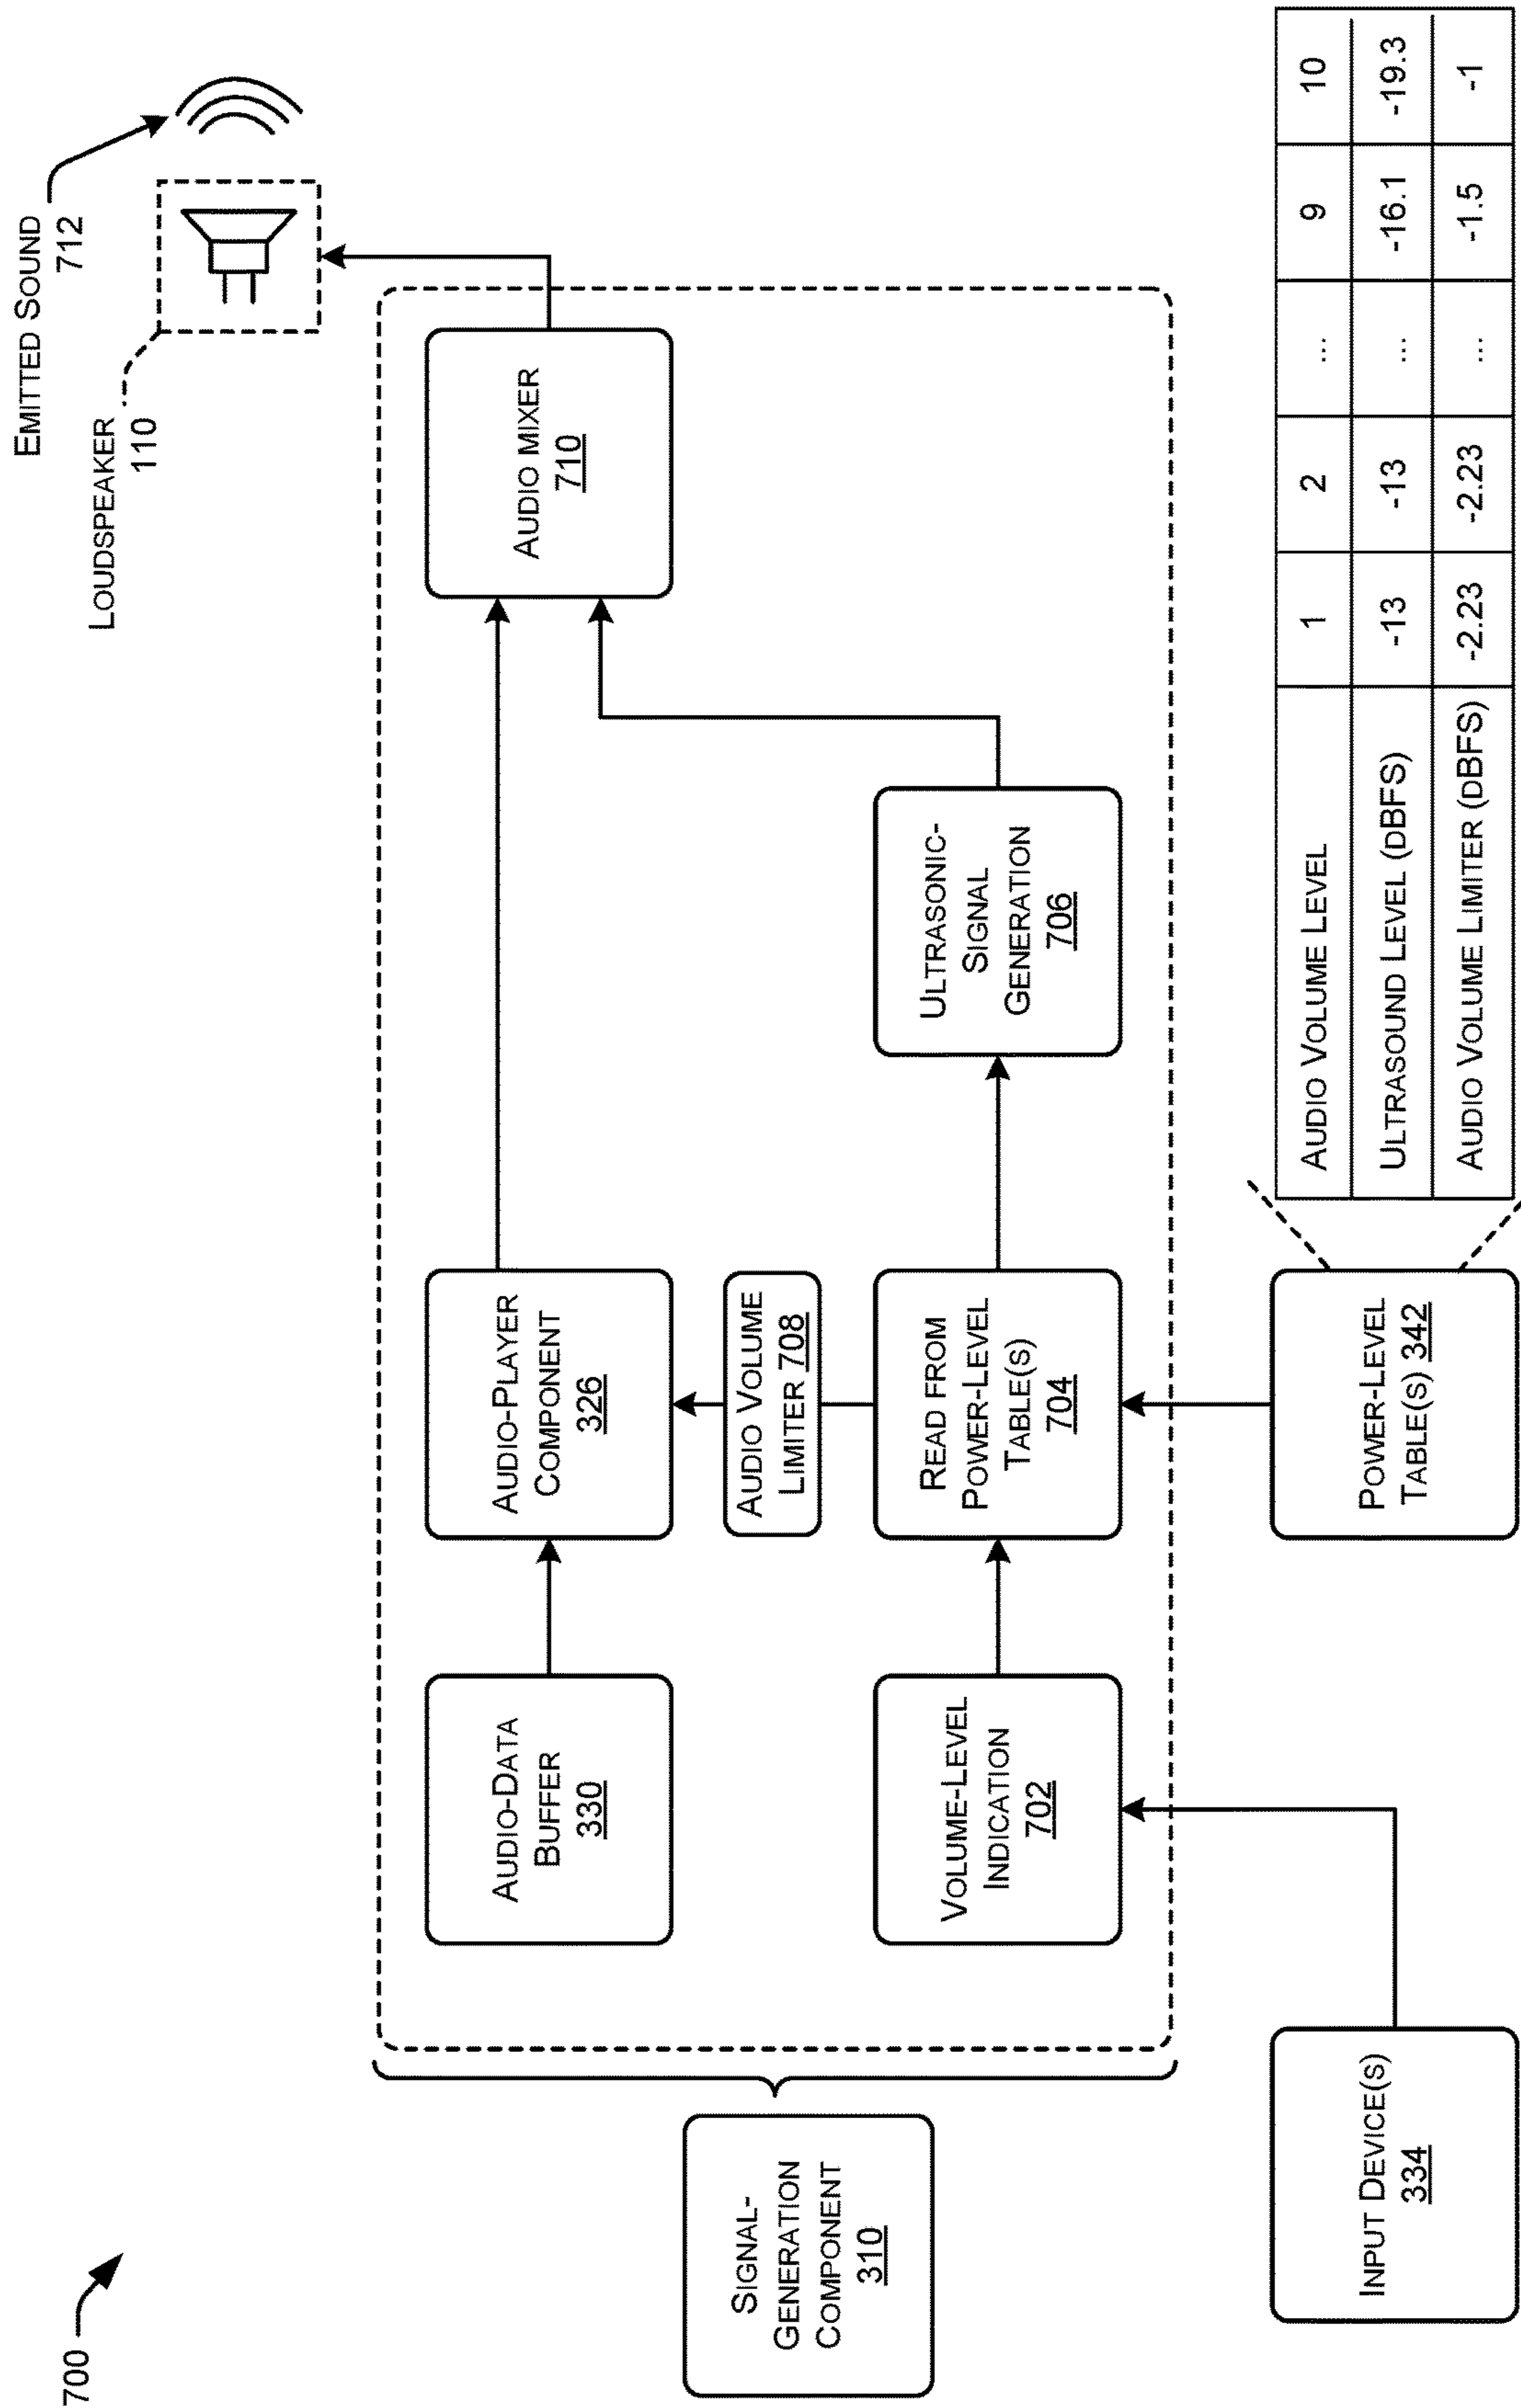 700
EMITTED SOUND
712
LOUDSPEAKER
110
SIGNAL-
GENERATION
COMPONENT
310
AUDIO-DATA
BUFFER
330
AUDIO-PLAYER
COMPONENT
326
AUDIO MIXER
710
AUDIO VOLUME
LIMITER 708
VOLUME-LEVEL
INDICATION
702
READ FROM
POWER-LEVEL
TABLE(S)
704
ULTRASONIC-
SIGNAL
GENERATION
706
INPUT DEVICE(S)
334
POWER-LEVEL
TABLE(S) 342
AUDIO VOLUME LEVEL 1 2 ... 9 10
ULTRASOUND LEVEL (DBFS) -13 -13 ... -16.1 -19.3
AUDIO VOLUME LIMITER (DBFS) -2.23 -2.23 ... -1.5 -1